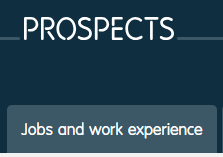 PROSPECTS
Jobs and work experience